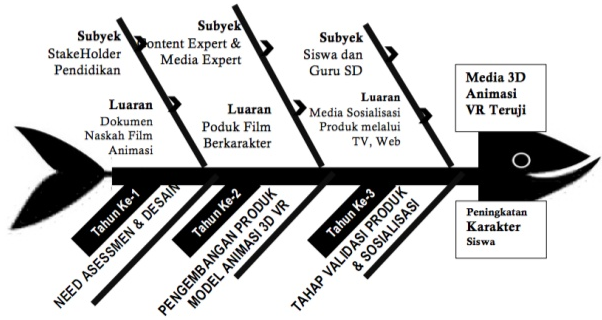 Subyek
StakeHolder
Pendidikan
Luaran
Dokumen
Naskah Film
Animasi
Subyek
ontent Expert &
Media Expert
Luaran
Poduk Film
Berkarakter
Subyek
Siswa dan
Guru SD
Luaran
Media Sosialisasi
Produk melalui
TV, Web
Media 3D
Animasi
VR Teruji
Tahun Ke-1
NEED ASESSMEN & DESAIN
Tahun Ke-2
PENGEMBANGAN PRODUK
MODEL ANIMASI 3D VR
Tahun Ke-3
TAHAP VALIDASI PRODUK
& SOSIALISASI
Peningkatan
Karakter
Siswa